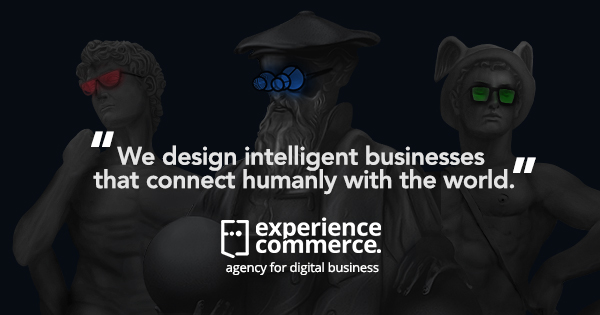 "We design intelligent businesses
that connect humanly with the world."
experience
commerce.
agency for digital business